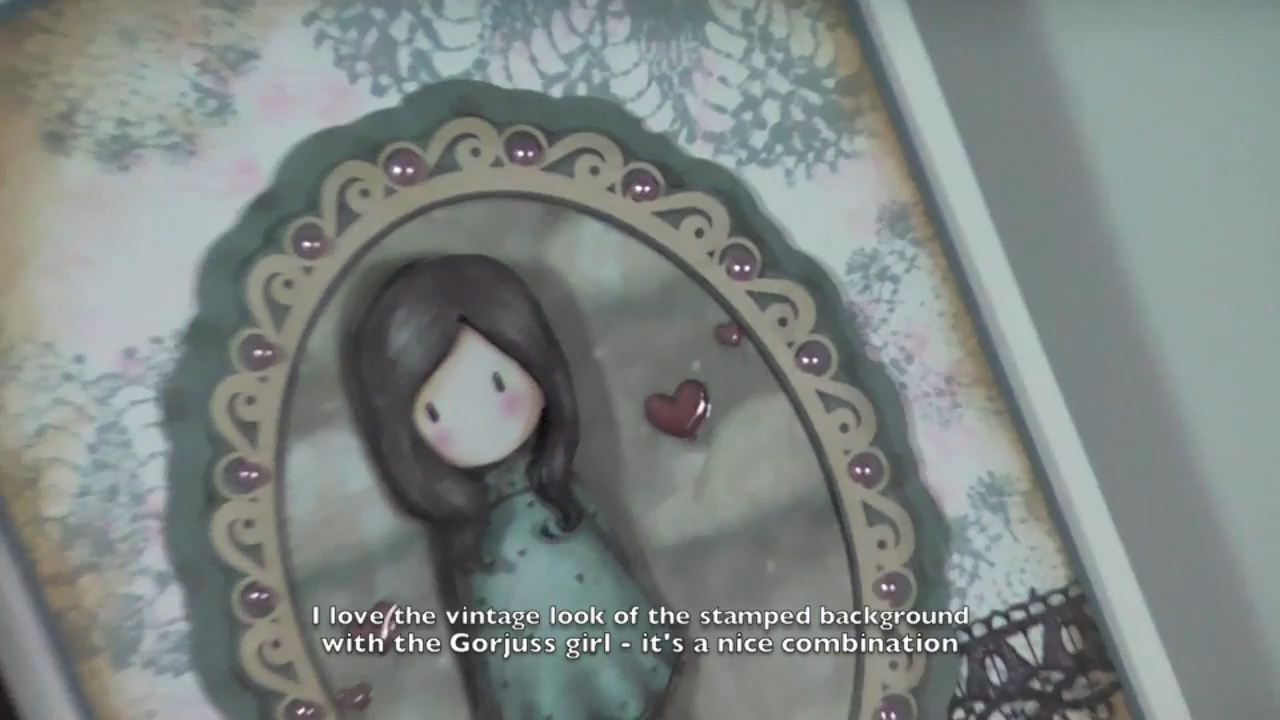 I love the vintage look of the stamped background
with the Gorjuss girl - it's a nice combination